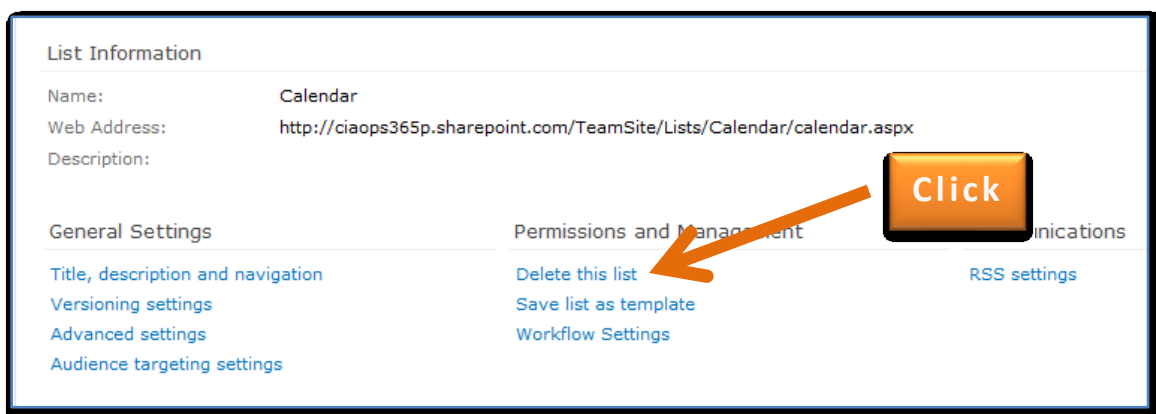 List Information
Name: Calendar
Web Address: http://ciaops365p.sharepoint.com/TeamSite/Lists/Calendar/calendar.aspx
Description:
Click
General Settings
Title, description and navigation
Versioning settings
Advanced settings
Audience targeting settings
Permissions and Management
Delete this list
Save list as template
Workflow Settings
RSS settings